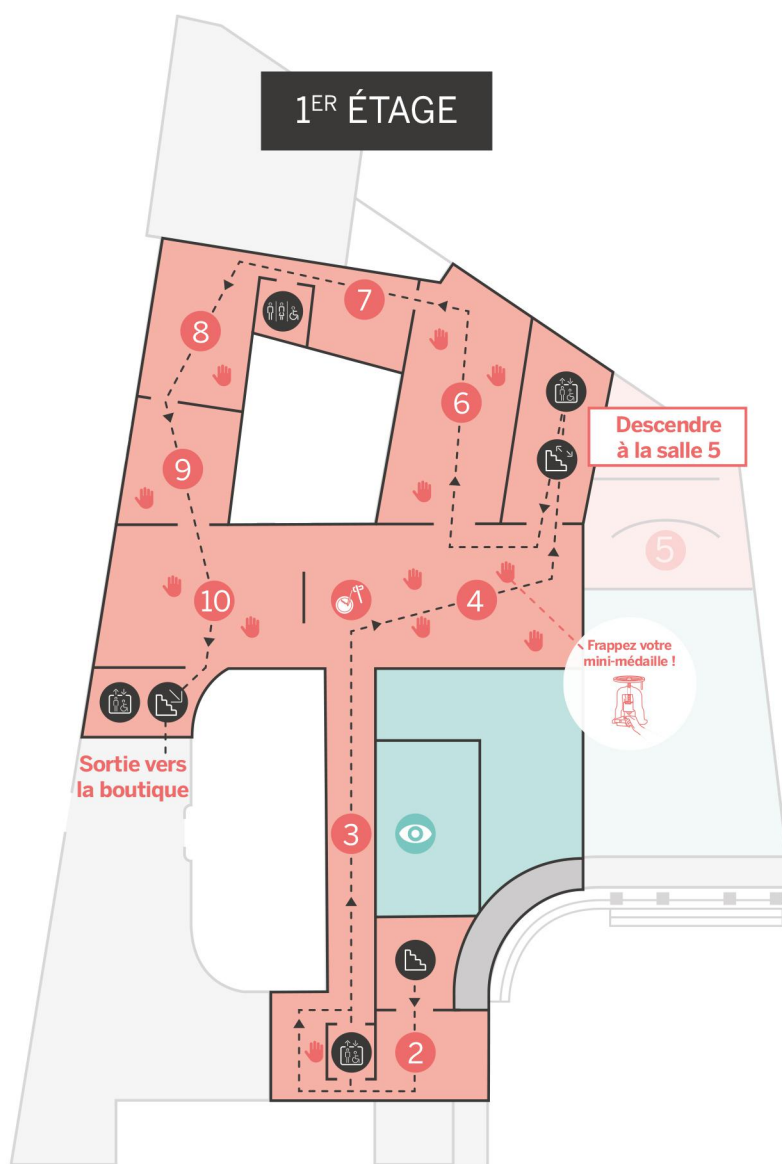 1ER ÉTAGE
7
8
6
Descendre
à la salle 5
9
5
10
4
Frappez votre
mini-médaille !
Sortie vers
la boutique
3
2